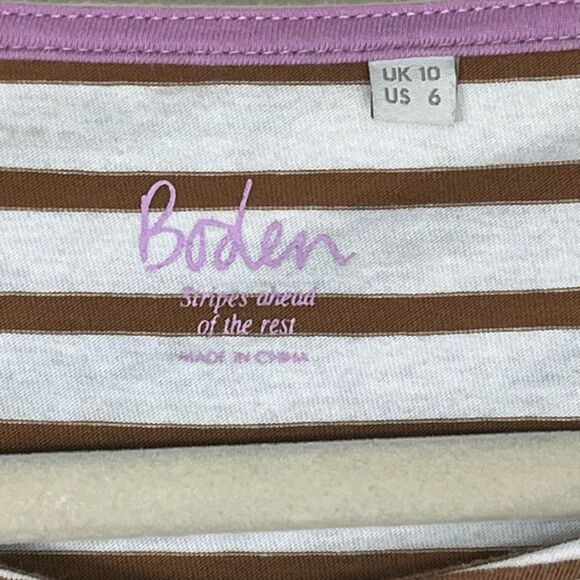 UK 10
US 6
Boden
Stripes ahead
of the rest
MADE IN CHINA